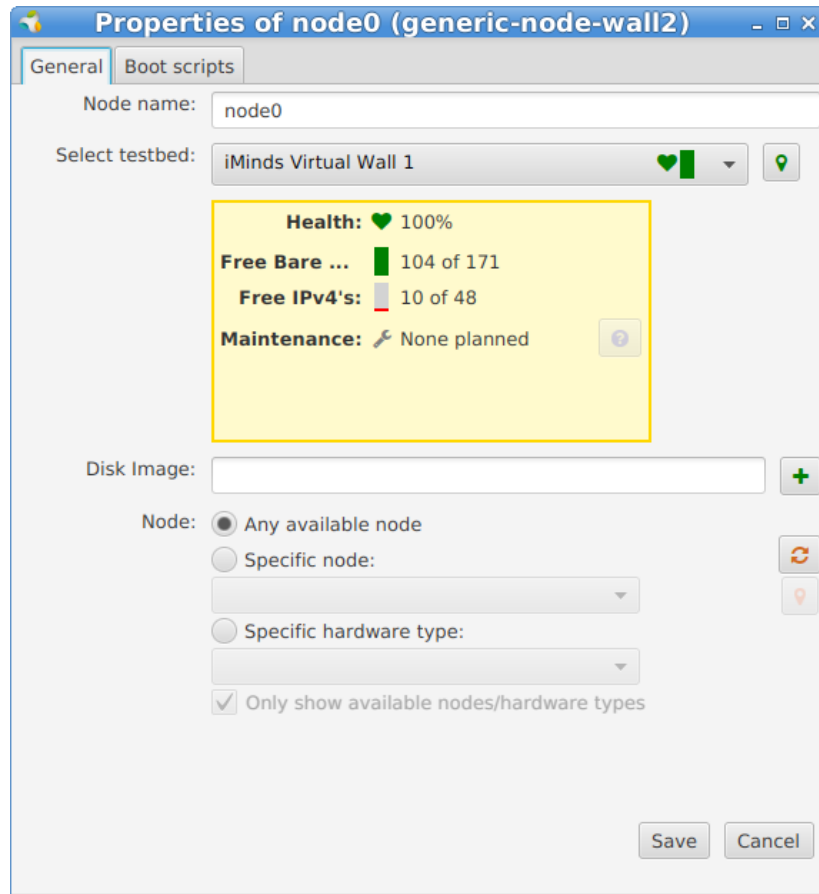 Properties of node0 (generic-node-wall2)
General Boot scripts
Node name: node0
Select testbed: iMinds Virtual Wall 1
Health: 100%
Free Bare ... 104 of 171
Free IPv4's: 10 of 48
Maintenance: None planned
Disk Image:
Node: Any available node
Specific node:
Specific hardware type:
Only show available nodes/hardware types
Save Cancel